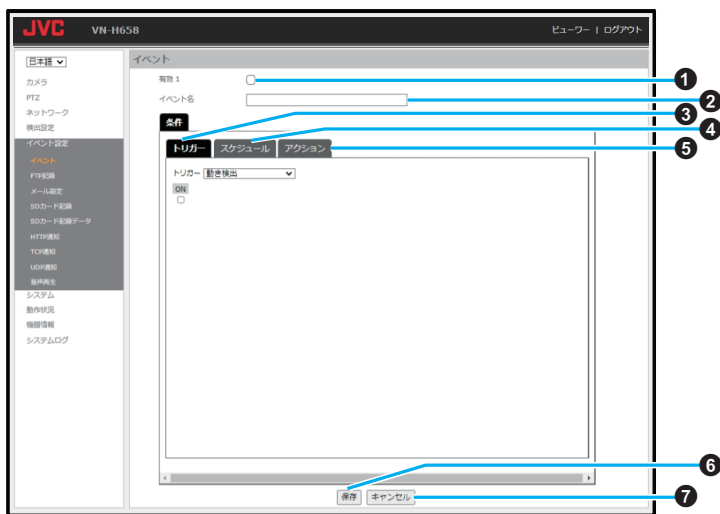 JVC VN-H658 ビューワー | ログアウト
日本語
カメラ
PTZ
ネットワーク
検出設定
イベント設定
イベント
FTP記録
メール設定
SDカード記録
SDカード記録データ
HTTP通知
TCP通知
UDP通知
音声再生
システム
動作状況
機器情報
システムログ
イベント
有効 1
イベント名
条件
トリガー スケジュール アクション
トリガー 動き検出
ON
保存 キャンセル
1
2
3
4
5
6
7